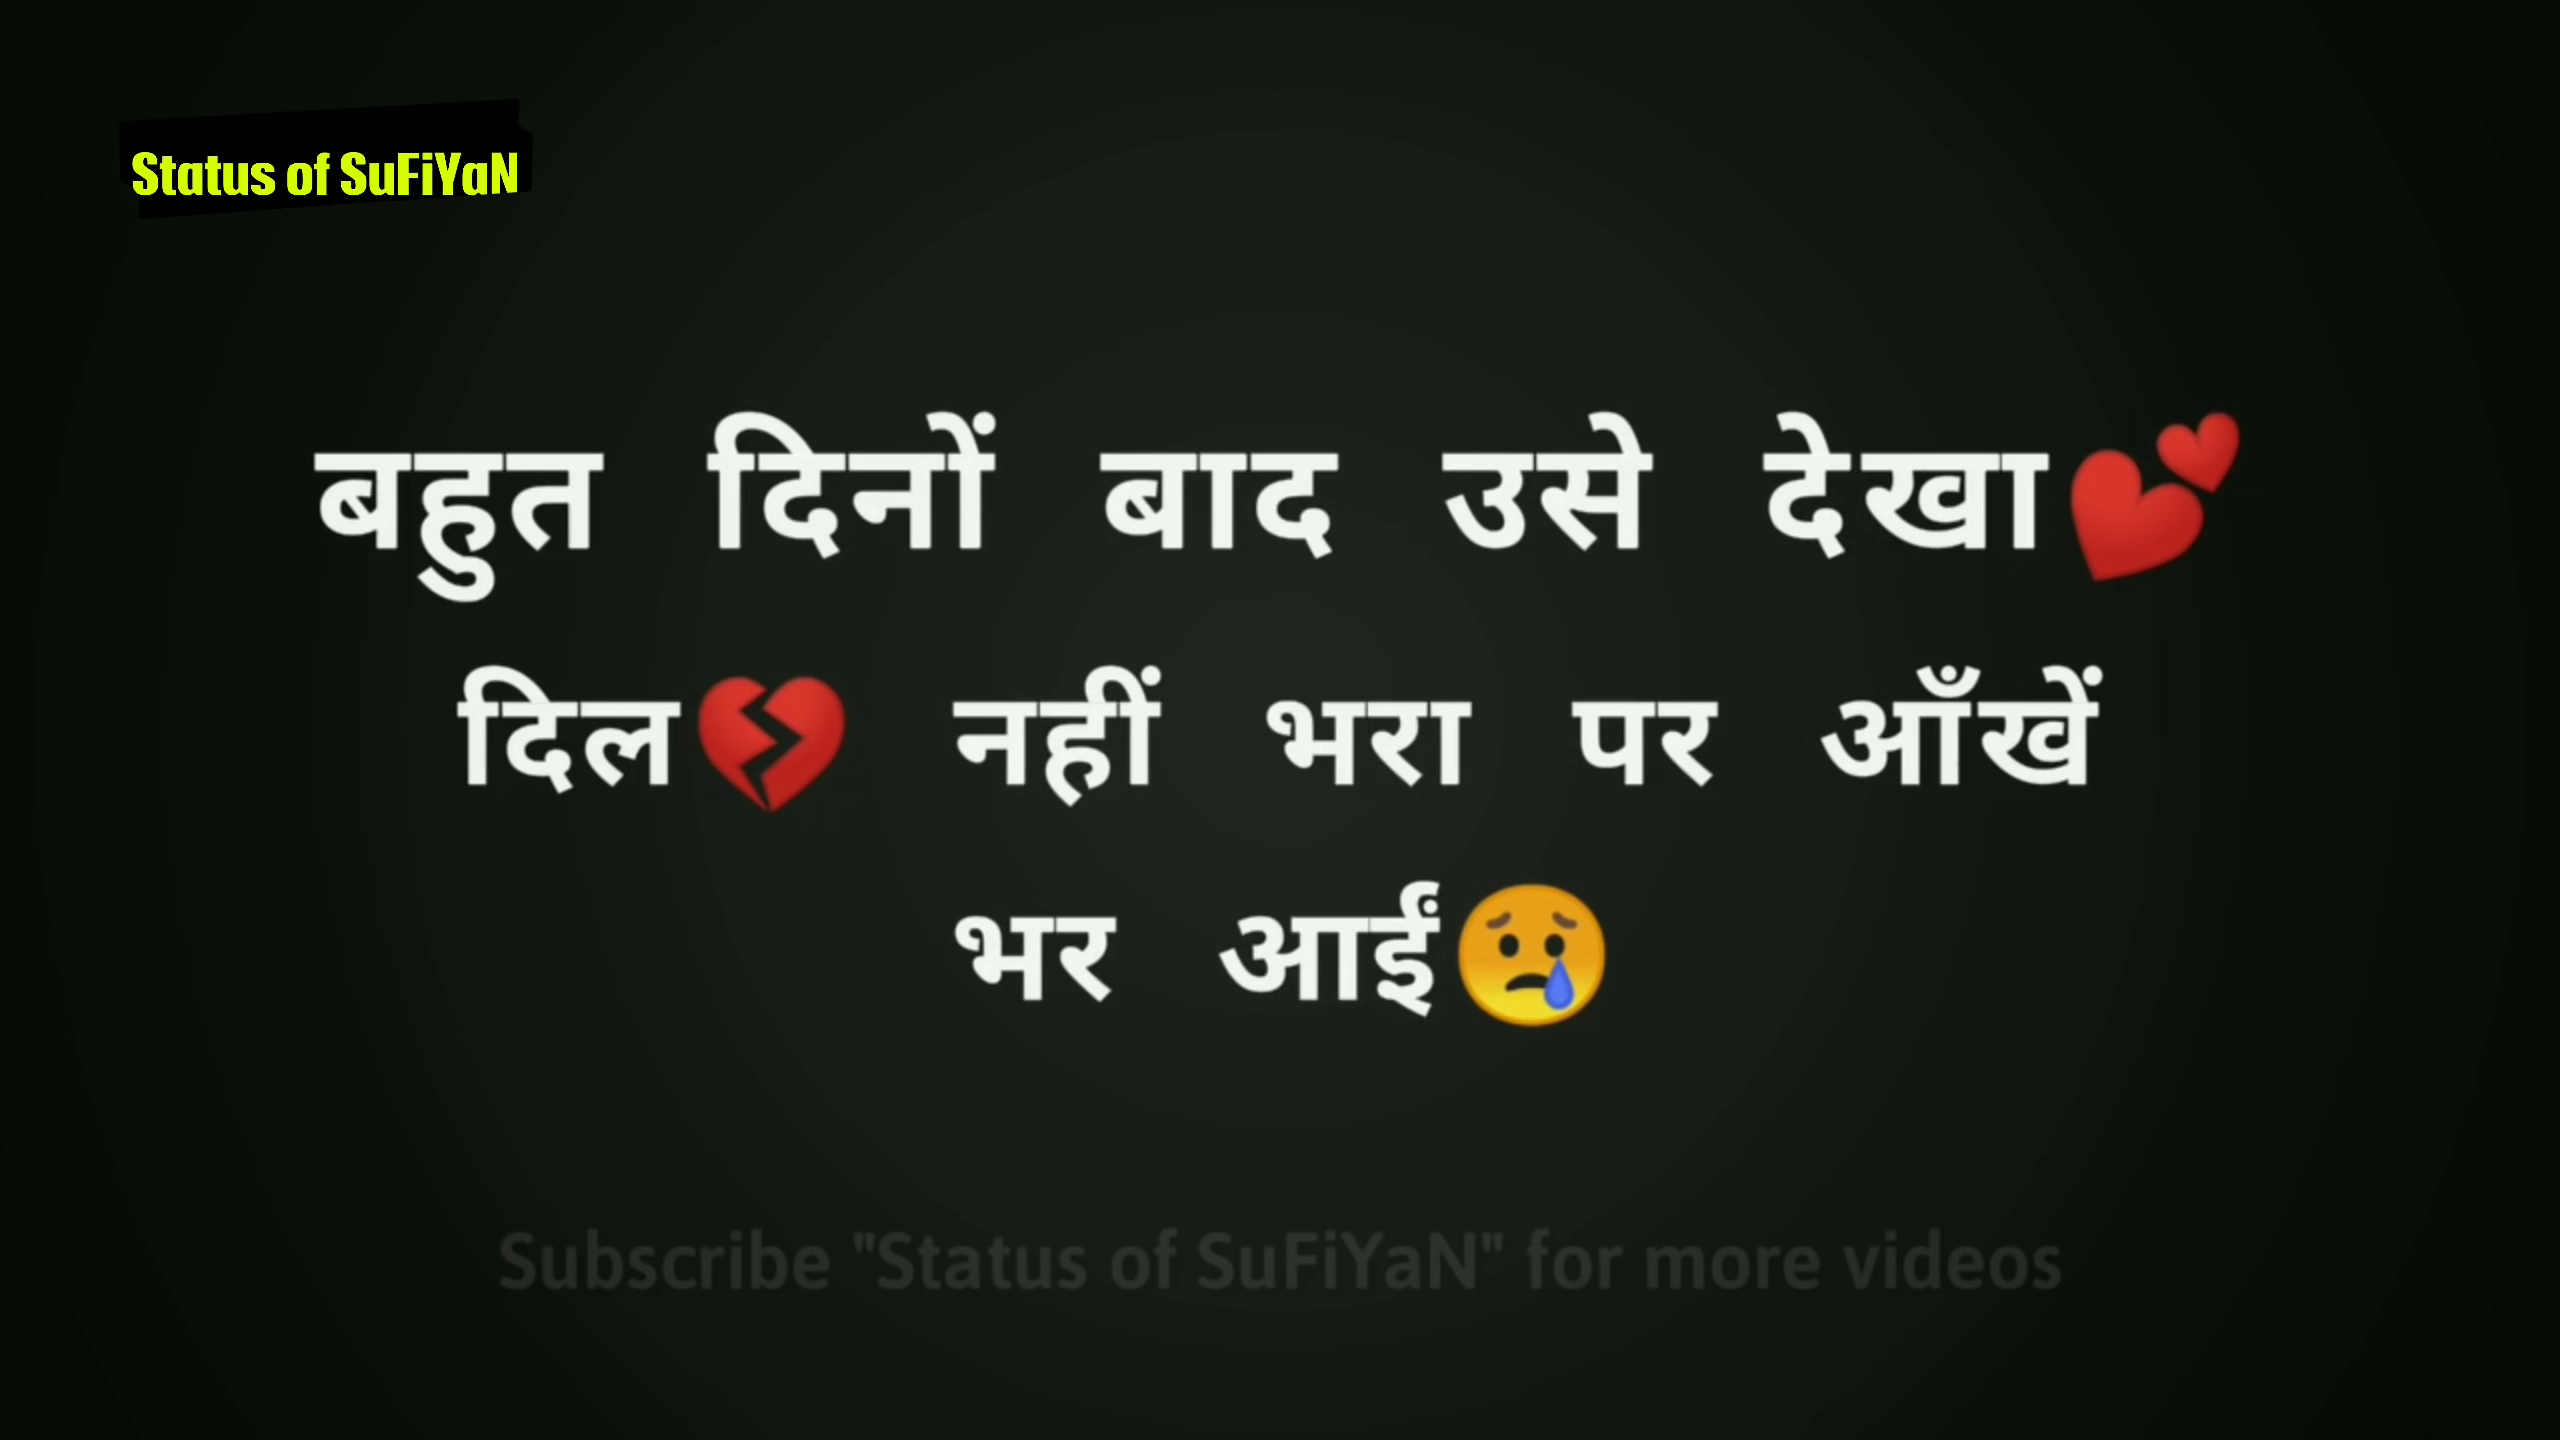 Status of SuFiYaN
बहुत दिनों बाद उसे देखा💕
दिल💔 नहीं भरा पर आँखें
भर आईं😢
Subscribe "Status of SuFiYaN" for more videos